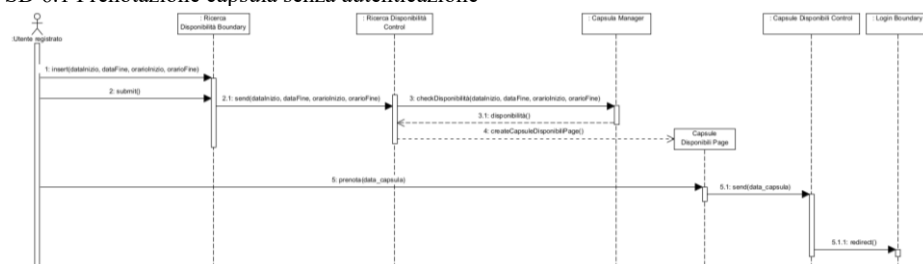 SD-6.1 Prenotazione capsula senza autenticazione
: Ricerca
Disponibilità Boundary
: Ricerca Disponibilità
Control
: Capsula Manager
: Capsule Disponibili Control
: Login Boundary
:Utente registrato
1: insert(dataInizio, dataFine, orarioInizio, orarioFine)
2: submit()
2.1: send(dataInizio, dataFine, orarioInizio, orarioFine)
3: checkDisponibilità(dataInizio, dataFine, orarioInizio, orarioFine)
3.1: disponibilità()
4: createCapsuleDisponibiliPage()
Capsule
Disponibili Page
5: prenota(data_capsula)
5.1: send(data_capsula)
5.1.1: redirect()